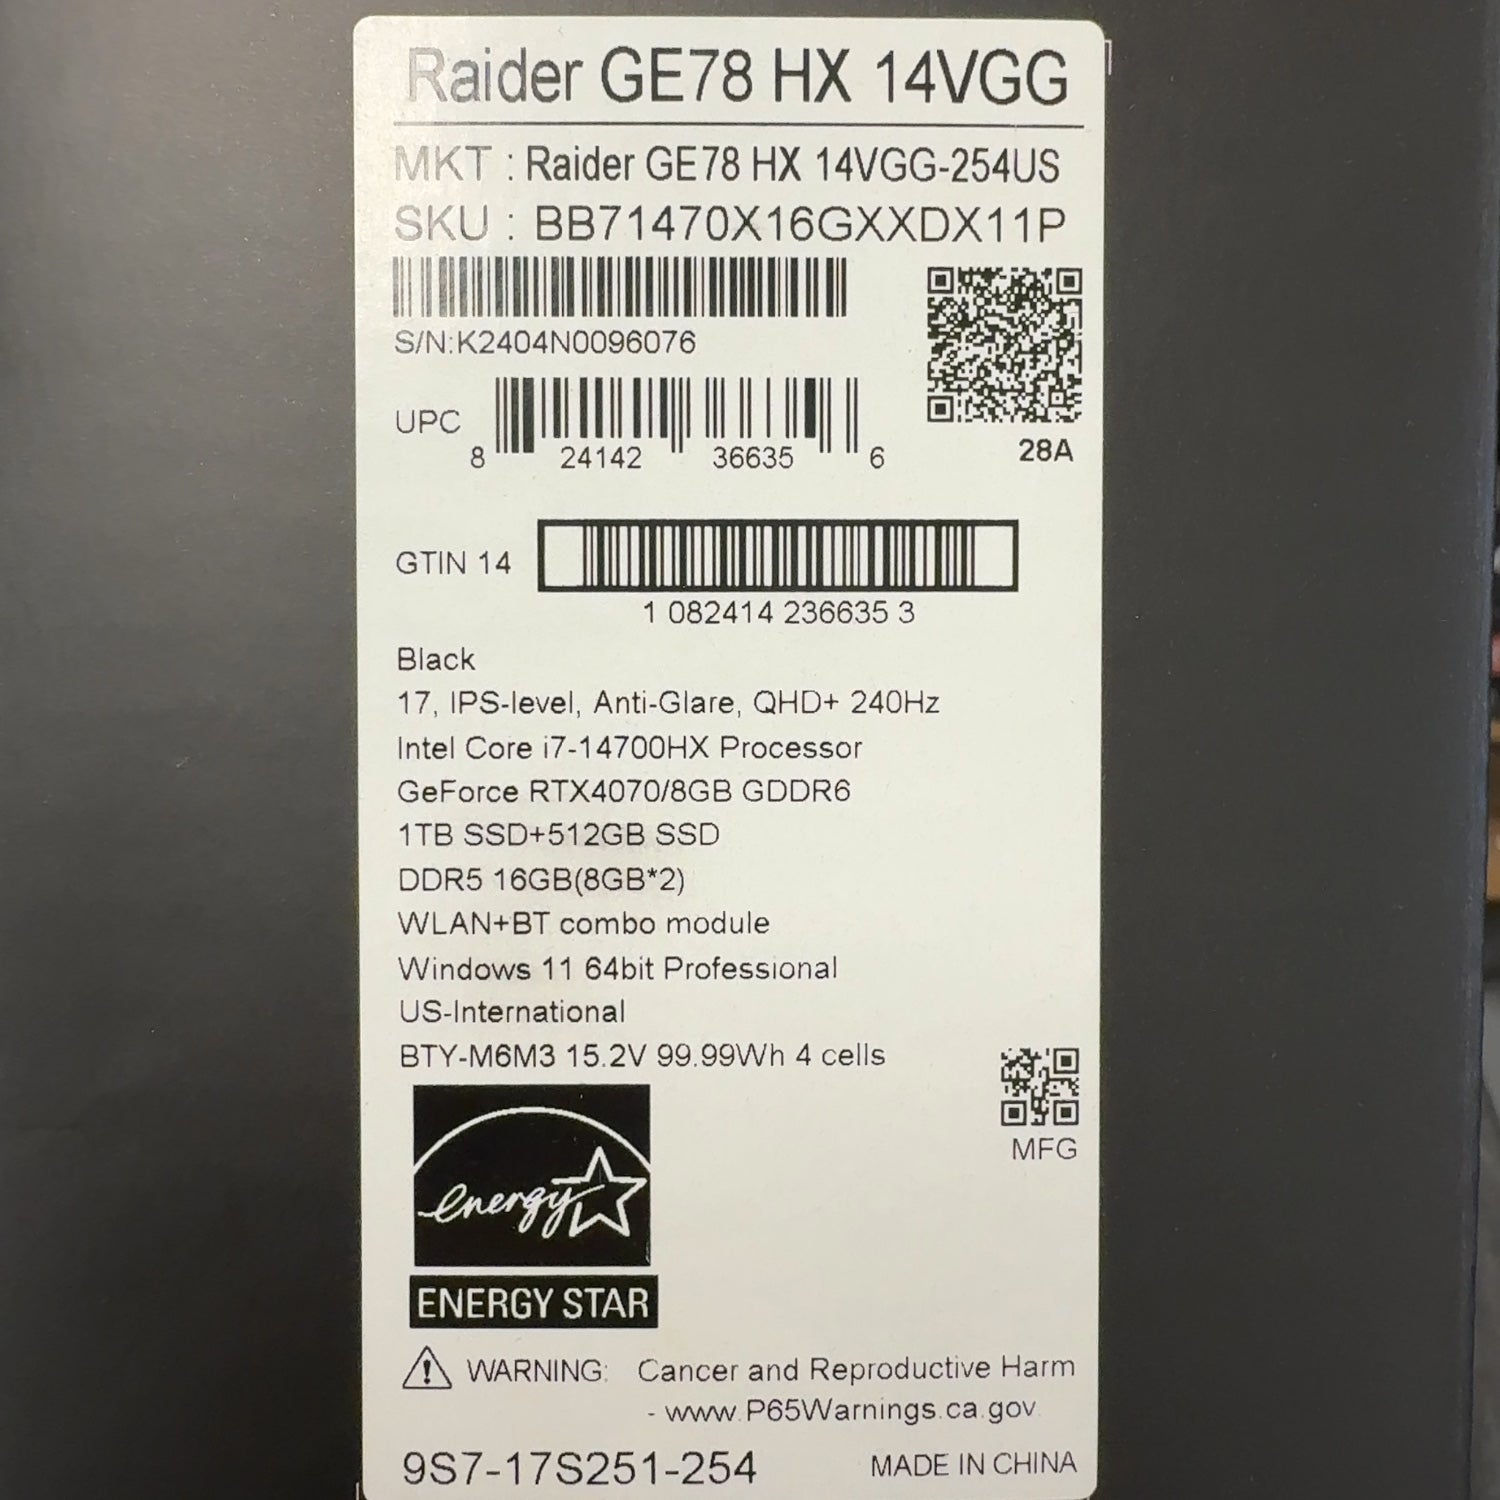 Raider GE78 HX 14VGG
MKT : Raider GE78 HX 14VGG-254US
SKU : BB71470X16GXXDX11P
S/N:K2404N0096076
UPC 8 24142 36635 6
28A
GTIN 14
1 082414 236635 3
Black
17, IPS-level, Anti-Glare, QHD+ 240Hz
Intel Core i7-14700HX Processor
GeForce RTX4070/8GB GDDR6
1TB SSD+512GB SSD
DDR5 16GB(8GB*2)
WLAN+BT combo module
Windows 11 64bit Professional
US-International
BTY-M6M3 15.2V 99.99Wh 4 cells
MFG
energy
ENERGY STAR
WARNING: Cancer and Reproductive Harm
- www.P65Warnings.ca.gov.
9S7-17S251-254 MADE IN CHINA